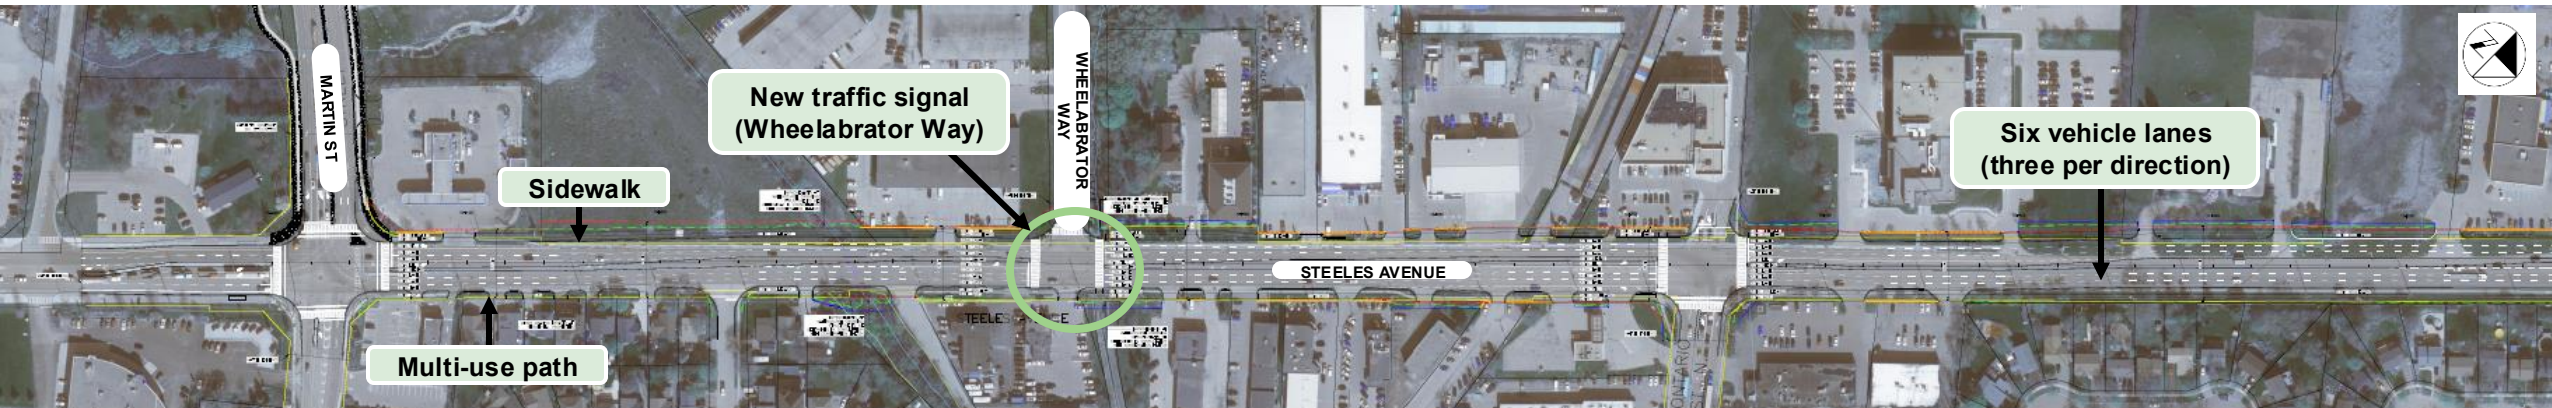 MARTIN ST
New traffic signal
(Wheelabrator Way)
WHEELABRATOR
WAY
Six vehicle lanes
(three per direction)
Sidewalk
STEELES AVENUE
Multi-use path
ONTARIO
ST N